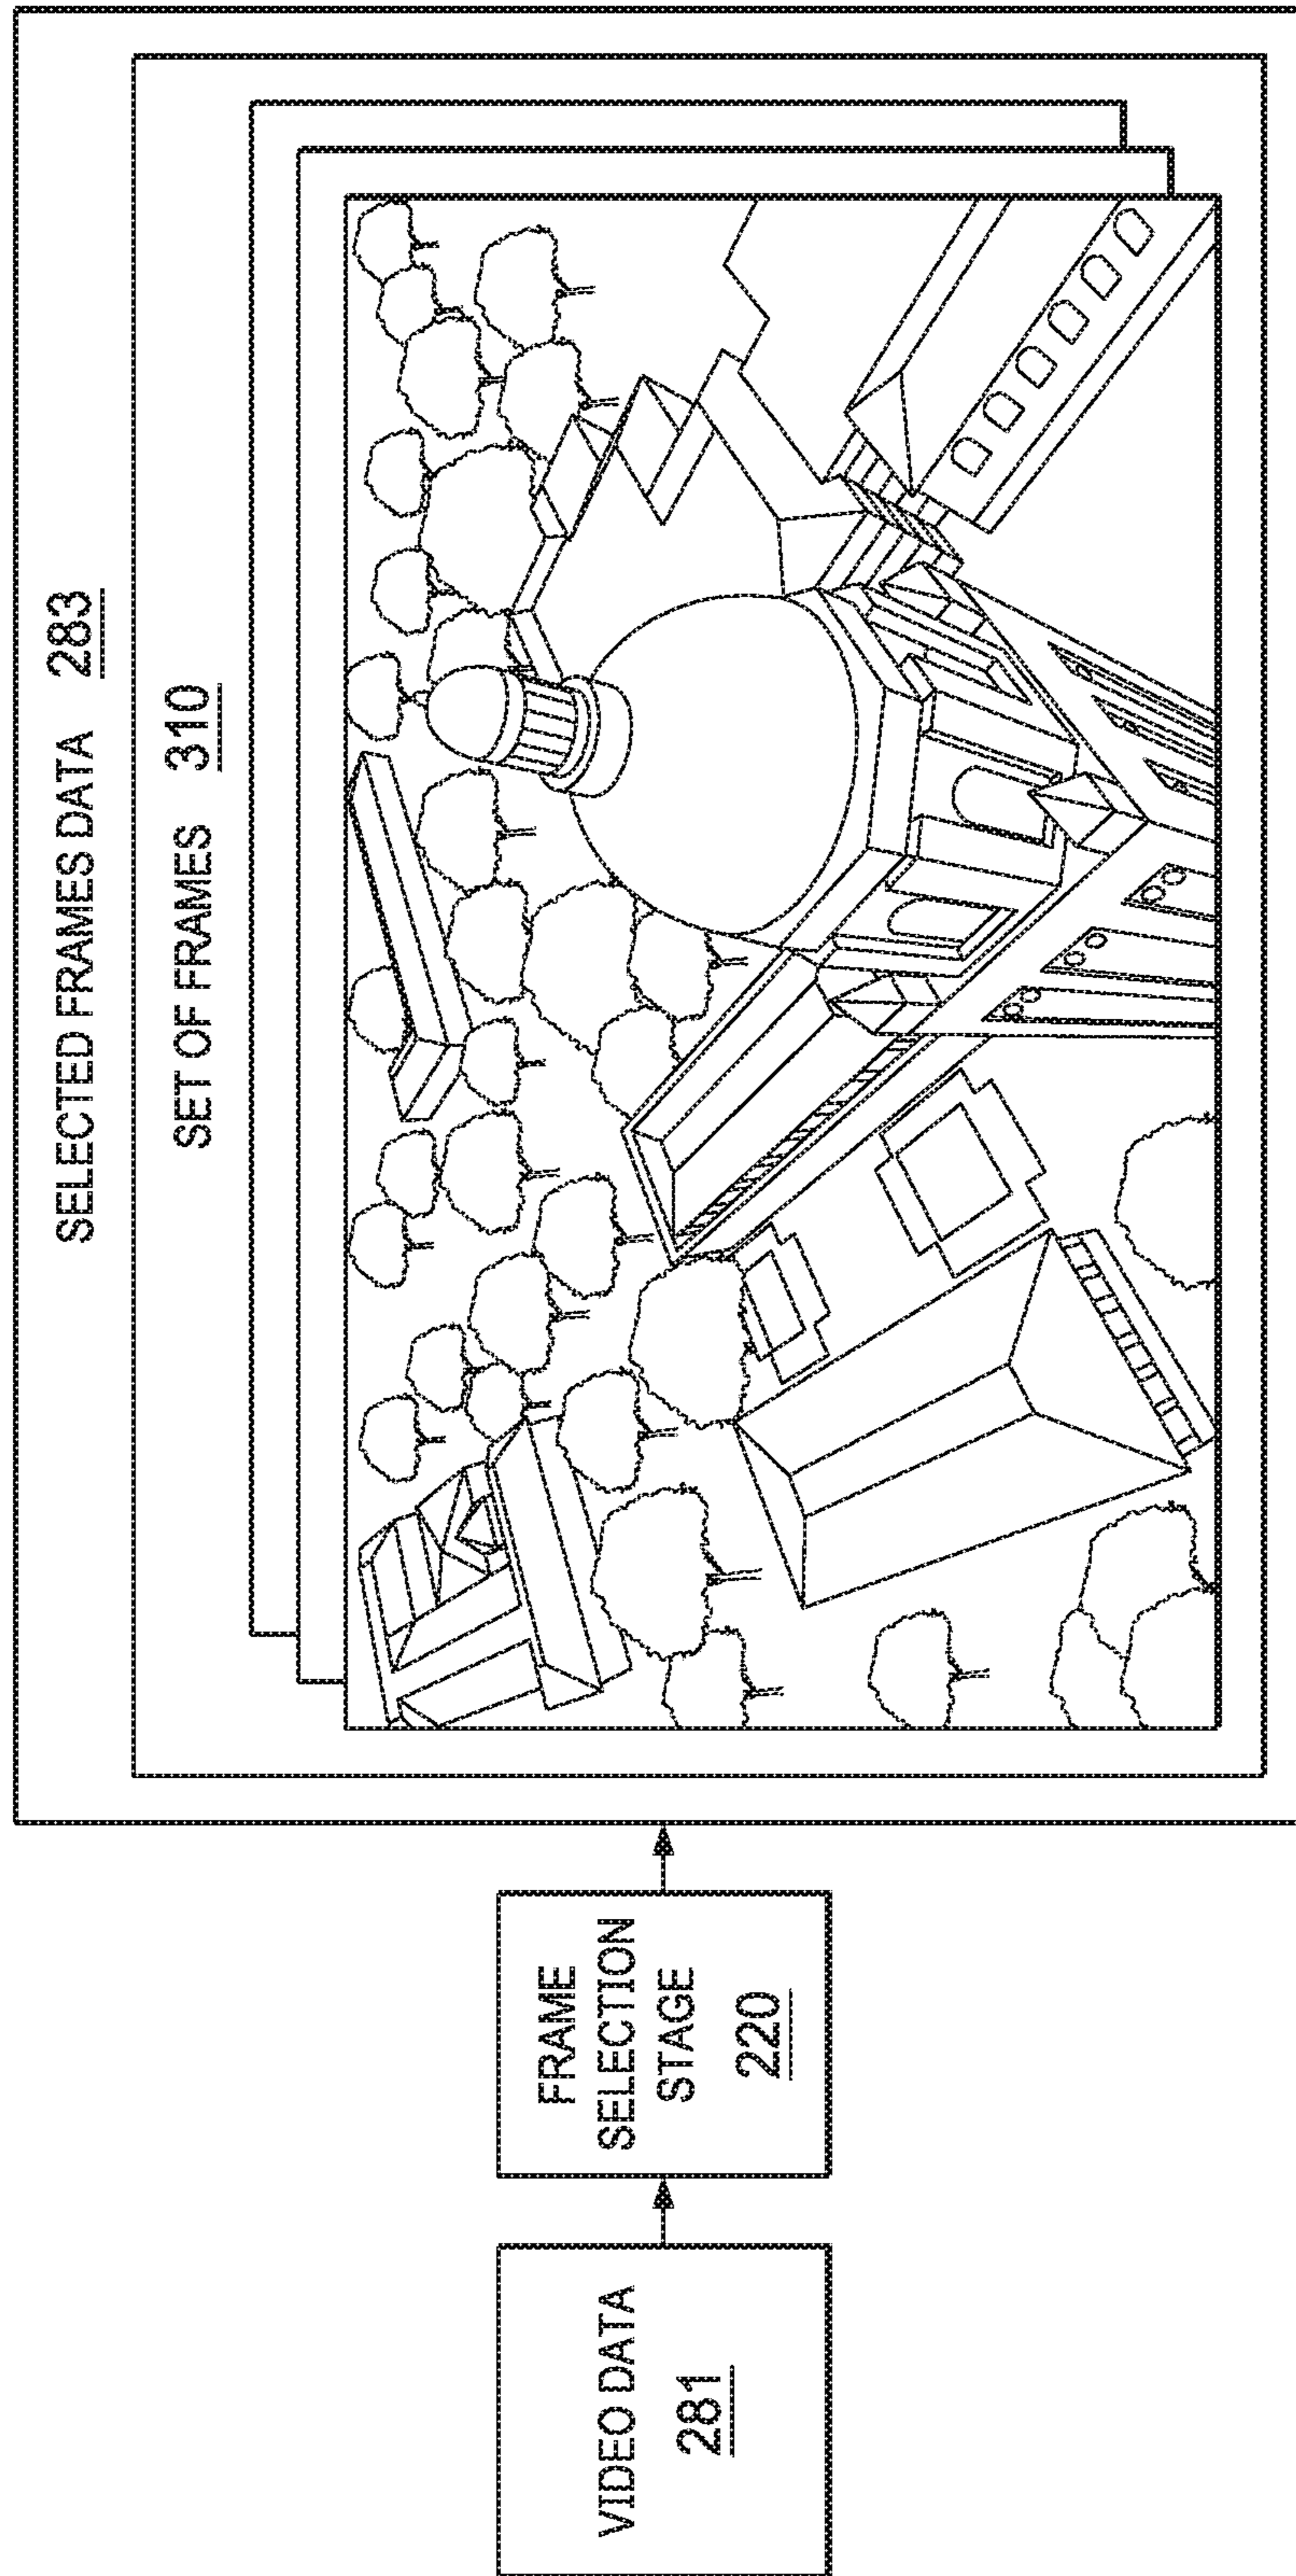 VIDEO DATA
281
FRAME
SELECTION
STAGE
220
SELECTED FRAMES DATA 283
SET OF FRAMES 310